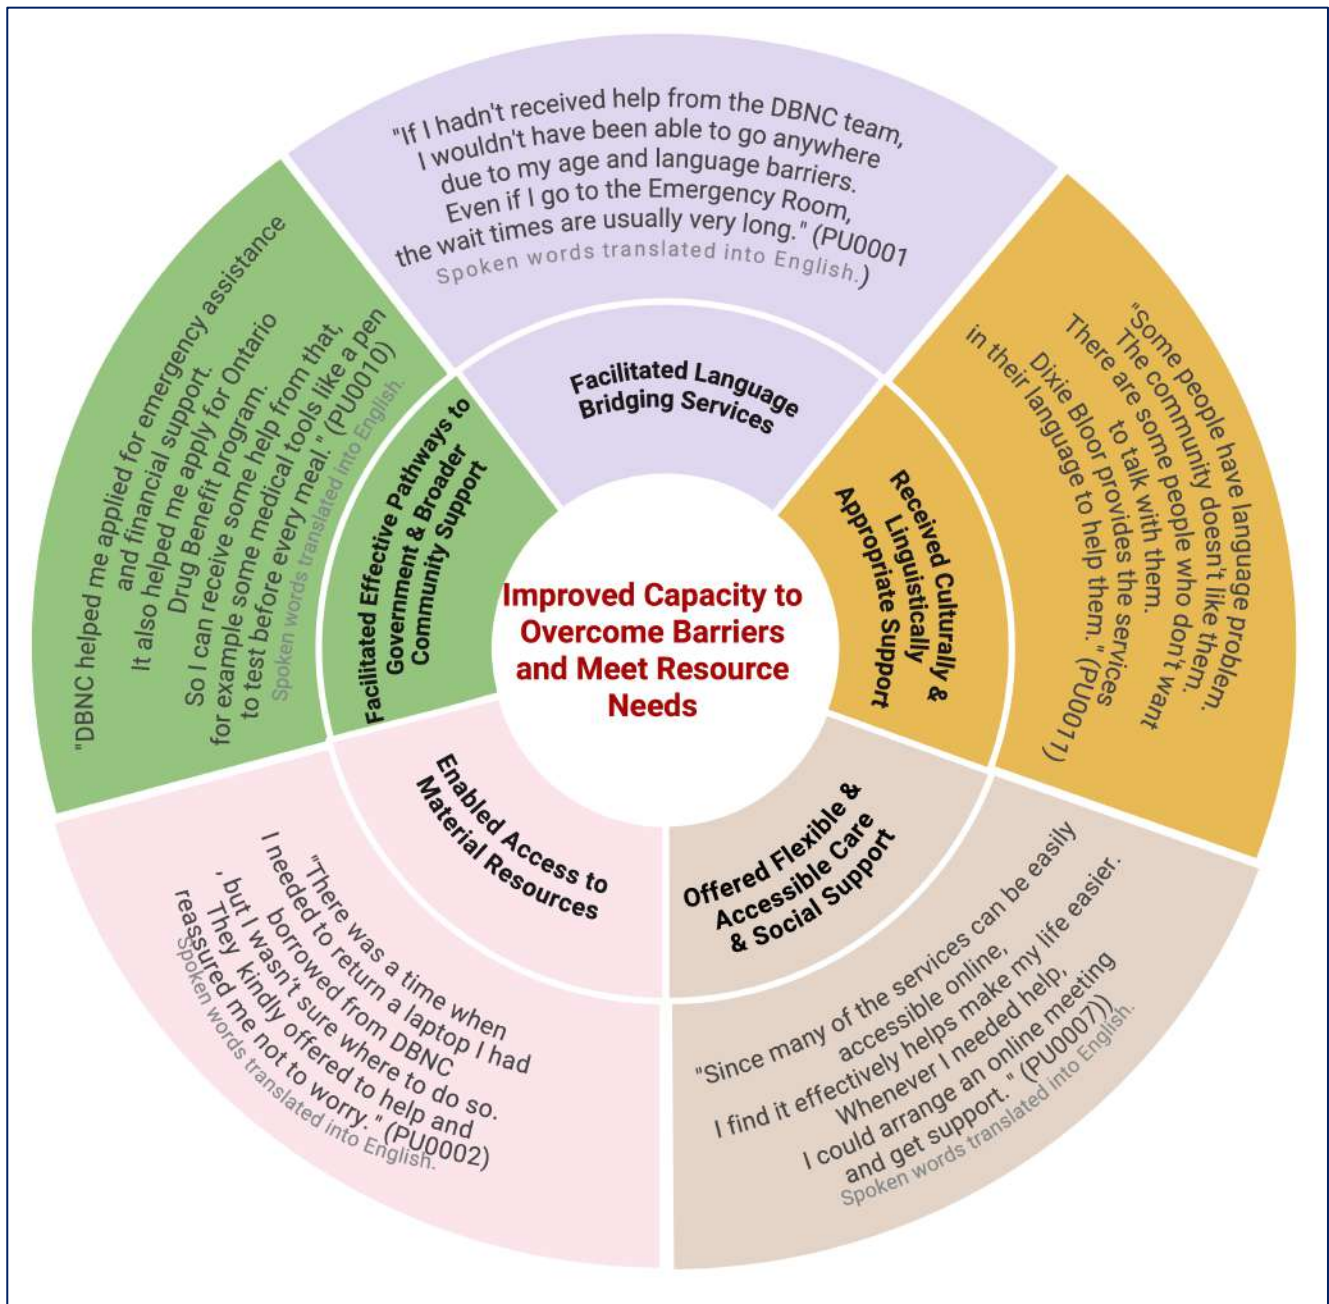 "If I hadn't received help from the DBNC team,
I wouldn't have been able to go anywhere
due to my age and language barriers.
Even if I go to the Emergency Room,
the wait times are usually very long." (PU0001
Spoken words translated into English.)
Facilitated Language
Bridging Services
"Some people have language problem.
The community doesn't like them.
There are some people who don't want
to talk with them.
Dixie Bloor provides the services
in their language to help them." (PU0011)
Received Culturally &
Linguistically
Appropriate Support
Offered Flexible &
Accessible Care
& Social Support
"Since many of the services can be easily
accessible online,
I find it effectively helps make my life easier.
Whenever I needed help,
I could arrange an online meeting
and get support." (PU0007))
Spoken words translated into English.
Enabled Access to
Material Resources
"There was a time when
I needed to return a laptop I had
borrowed from DBNC
, but I wasn't sure where to do so.
They kindly offered to help and
reassured me not to worry." (PU0002)
Spoken words translated into English.
"DBNC helped me applied for emergency assistance
and financial support.
It also helped me apply for Ontario
Drug Benefit program.
So I can receive some help from that,
for example some medical tools like a pen
to test before every meal." (PU0010)
Spoken words translated into English.
Facilitated Effective Pathways to
Government & Broader
Community Support
Improved Capacity to
Overcome Barriers
and Meet Resource
Needs